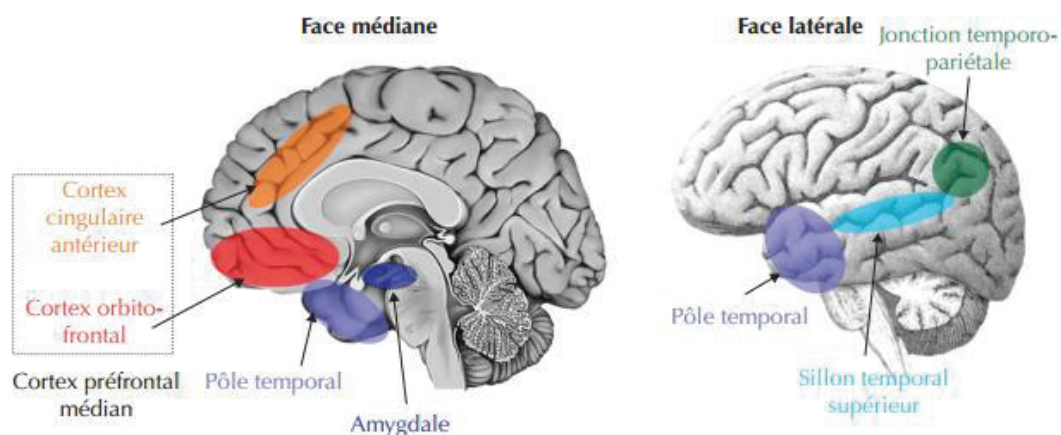 Face médiane
Face latérale
Jonction temporo-
pariétale
Cortex
cingulaire
antérieur
Cortex orbito-
frontal
Cortex préfrontal
médian
Pôle temporal
Amygdale
Pôle temporal
Sillon temporal
supérieur